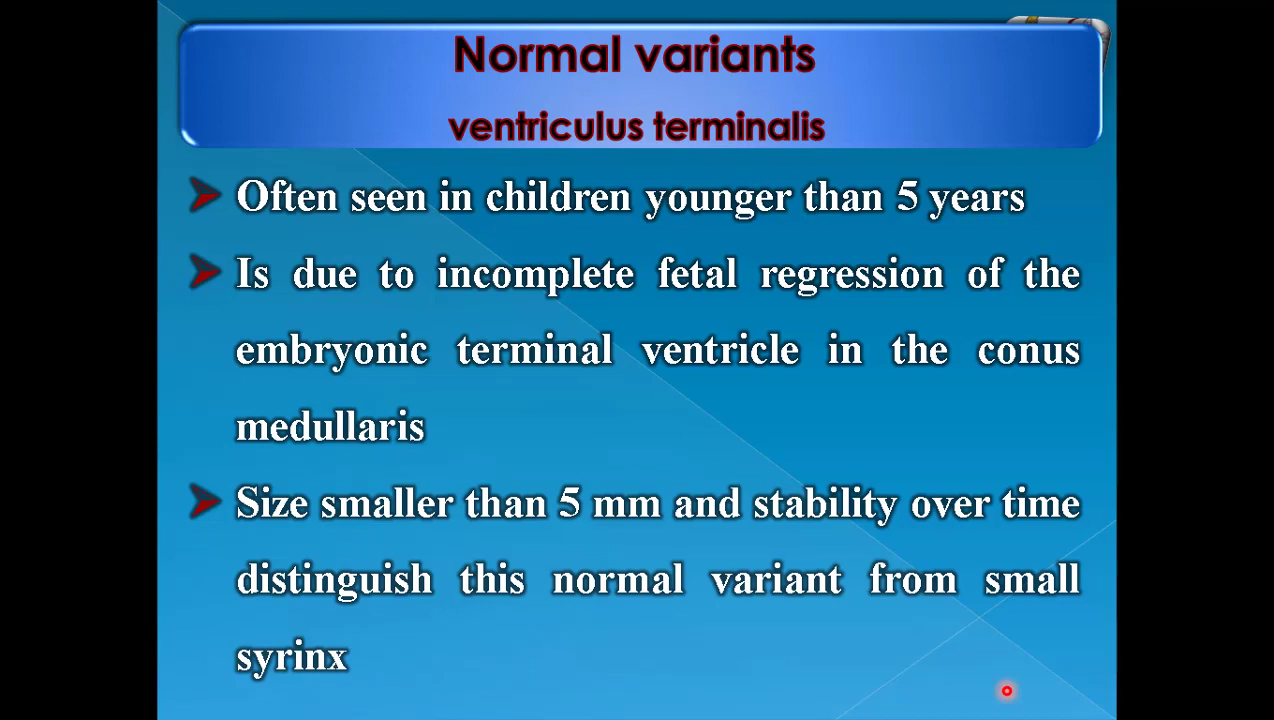 Normal variants
ventriculus terminalis
Often seen in children younger than 5 years
Is due to incomplete fetal regression of the
embryonic terminal ventricle in the conus
medullaris
Size smaller than 5 mm and stability over time
distinguish this normal variant from small
syrinx